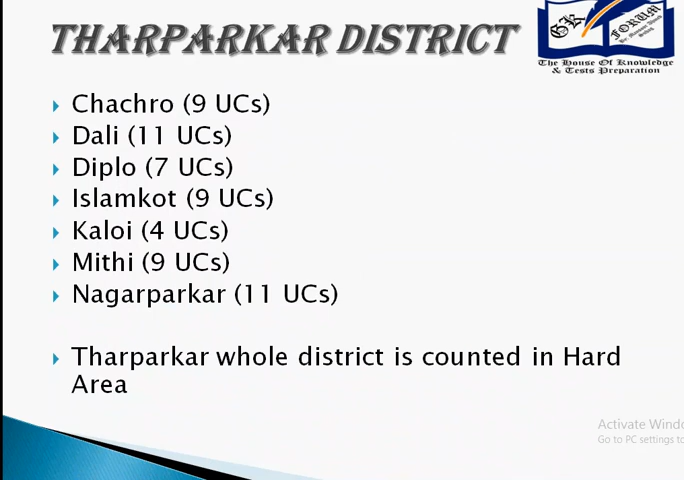 THARPARKAR DISTRICT
GK FORUM
The House Of Knowledge
& Tests Preparation
Chachro (9 UCs)
Dali (11 UCs)
Diplo (7 UCs)
Islamkot (9 UCs)
Kaloi (4 UCs)
Mithi (9 UCs)
Nagarparkar (11 UCs)
Tharparkar whole district is counted in Hard
Area
Activate Windo
Go to PC settings to